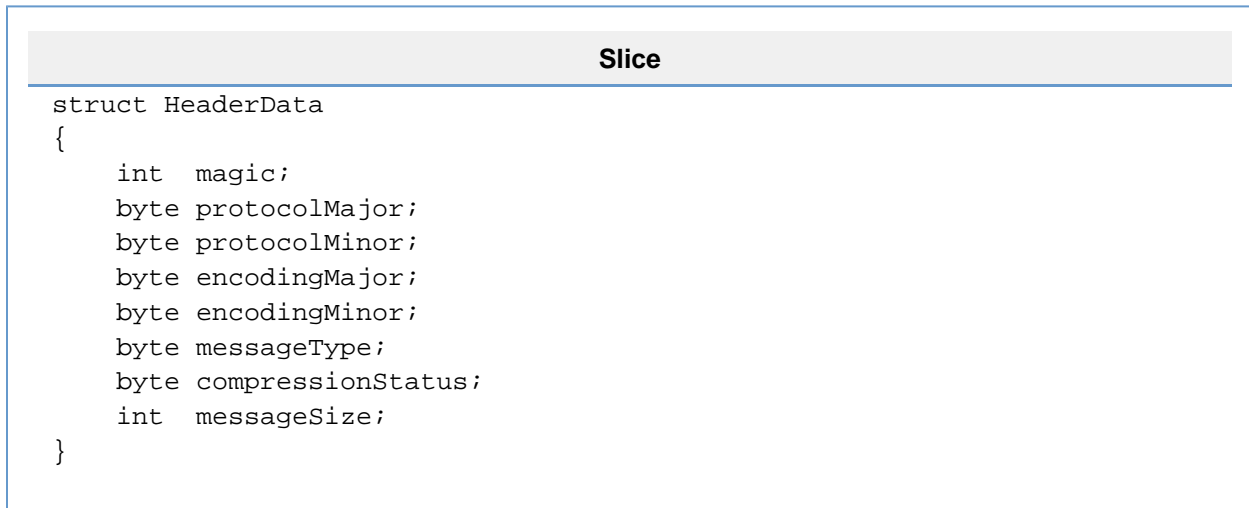 Slice
struct HeaderData
{
    int  magic;
    byte protocolMajor;
    byte protocolMinor;
    byte encodingMajor;
    byte encodingMinor;
    byte messageType;
    byte compressionStatus;
    int  messageSize;
}